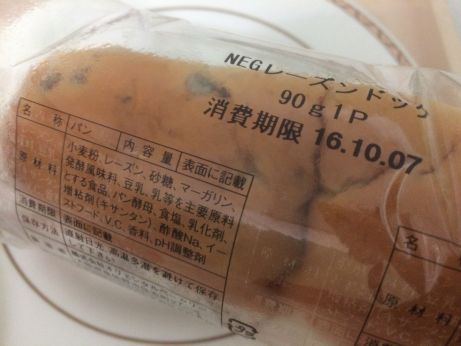 NEGレーズンドック
90g1P
消費期限 16.10.07
名称 パン 内容量 表面に記載
原材料 小麦粉、レーズン、砂糖、マーガリン、
発酵風味料、豆乳、乳等を主要原料
とする食品、パン酵母、食塩、乳化剤、
増粘剤(キサンタン)、酢酸Na、イー
ストフード、V.C、香料、pH調整剤
消費期限 表面に記載
保存方法 直射日光、高温多湿を避けて保存
名
原材料